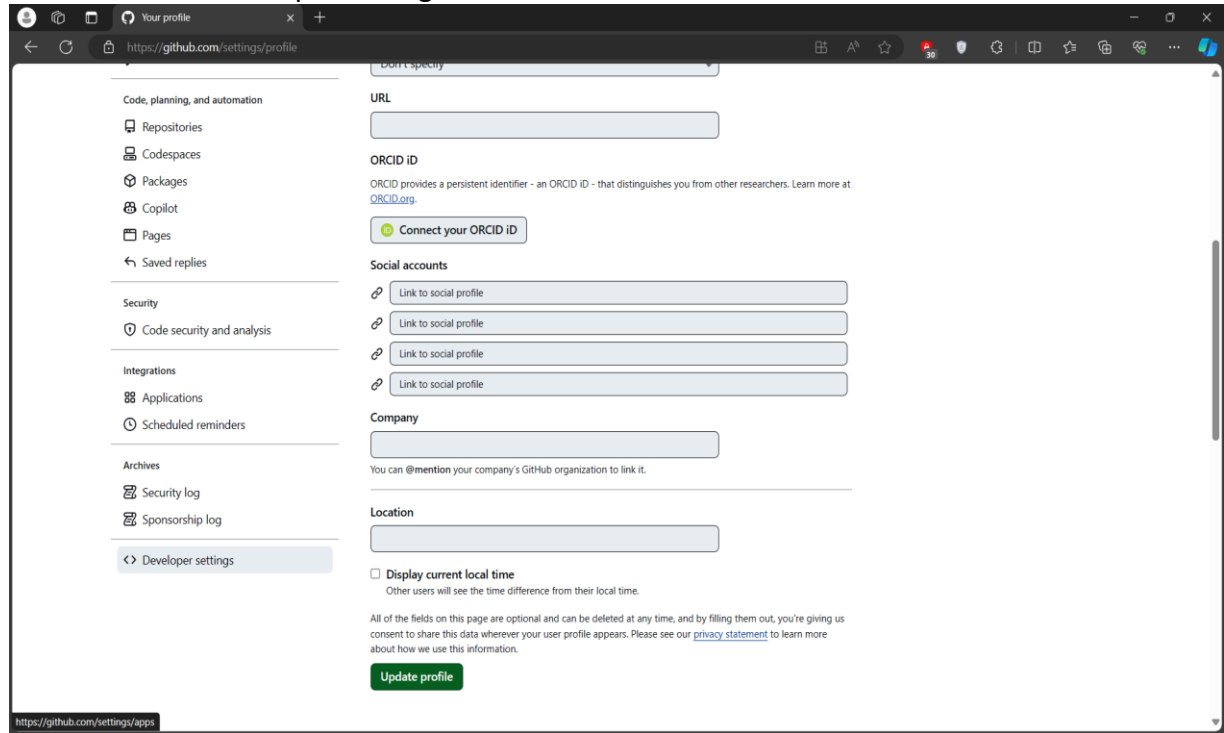 Your profile
https://github.com/settings/profile
30
Don't specify
Code, planning, and automation
Repositories
Codespaces
Packages
Copilot
Pages
Saved replies
Security
Code security and analysis
Integrations
Applications
Scheduled reminders
Archives
Security log
Sponsorship log
Developer settings
URL
ORCID iD
ORCID provides a persistent identifier - an ORCID iD - that distinguishes you from other researchers. Learn more at
ORCID.org.
iD Connect your ORCID iD
Social accounts
Link to social profile
Link to social profile
Link to social profile
Link to social profile
Company
You can @mention your company's GitHub organization to link it.
Location
Display current local time
Other users will see the time difference from their local time.
All of the fields on this page are optional and can be deleted at any time, and by filling them out, you're giving us
consent to share this data wherever your user profile appears. Please see our privacy statement to learn more
about how we use this information.
Update profile
https://github.com/settings/apps